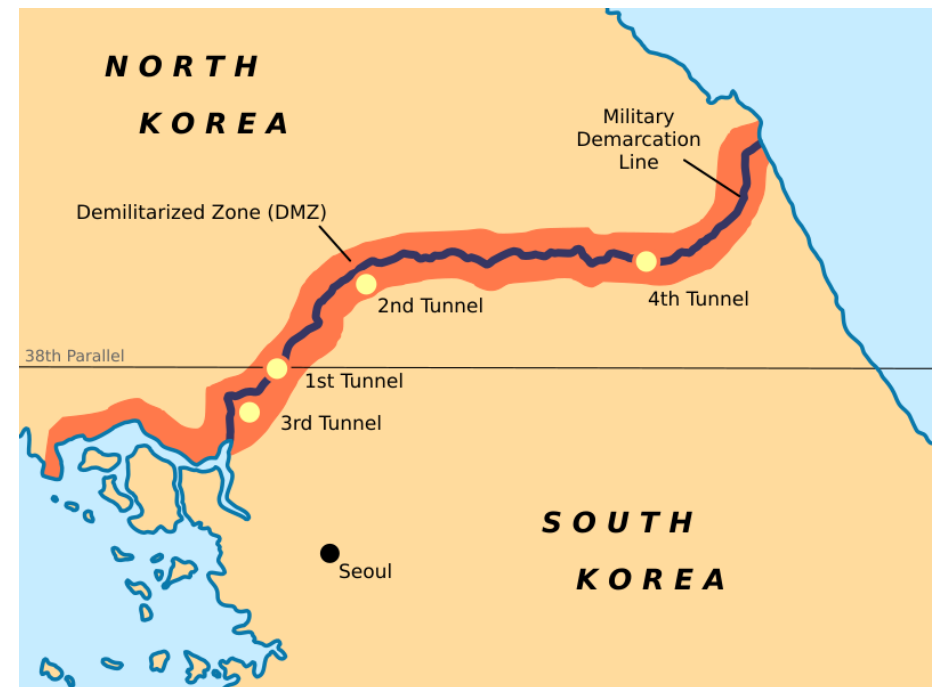 NORTH
KOREA
Military
Demarcation
Line
Demilitarized Zone (DMZ)
2nd Tunnel
4th Tunnel
38th Parallel
1st Tunnel
3rd Tunnel
SOUTH
KOREA
Seoul